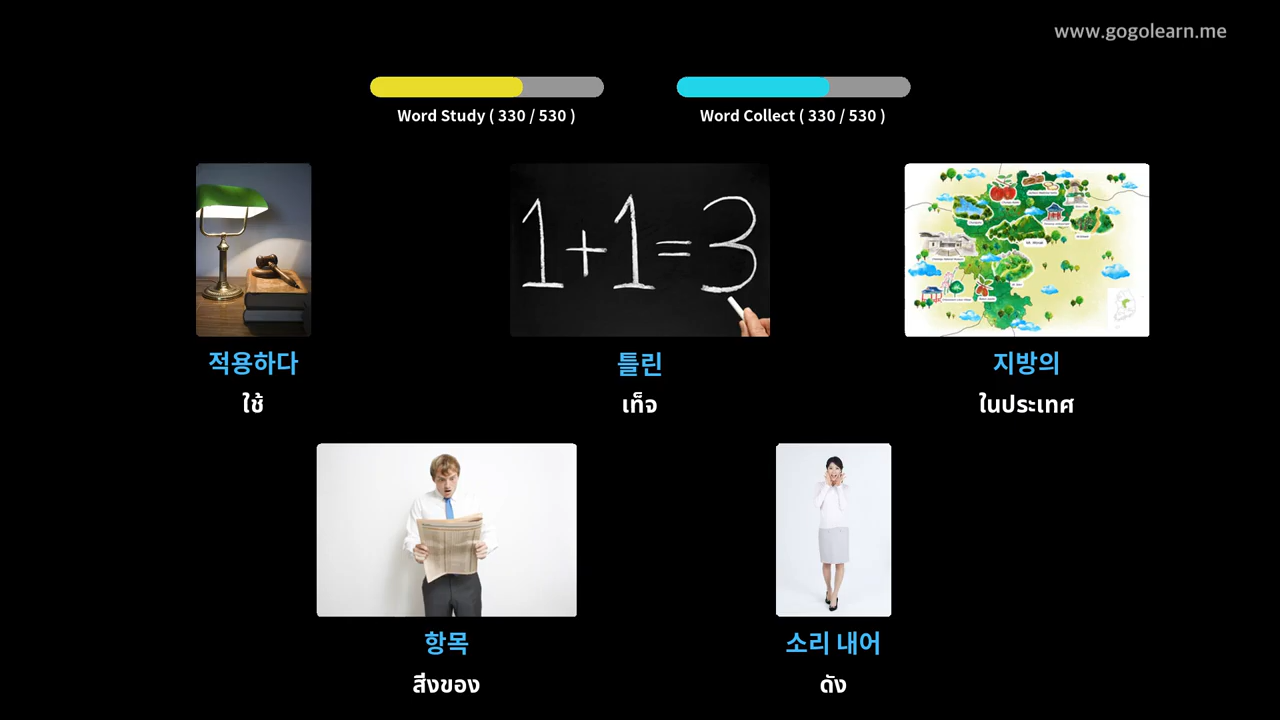 www.gogolearn.me
Word Study ( 330 / 530 )
Word Collect ( 330 / 530 )
1+1=3
적용하다
ใช้
틀린
เท็จ
지방의
ในประเทศ
항목
สิ่งของ
소리 내어
ดัง